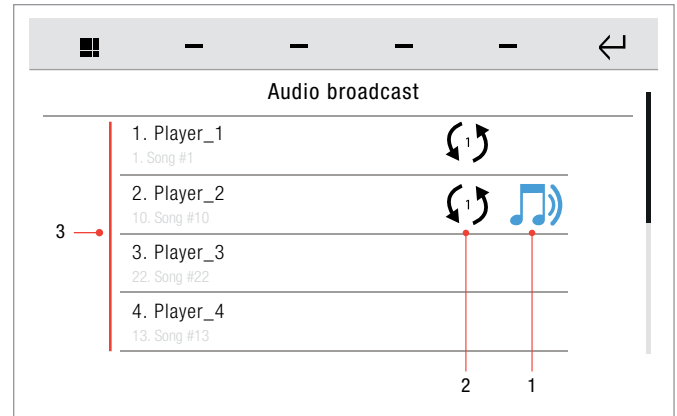 Audio broadcast
1. Player_1
1
1. Song #1
2. Player_2
1
10. Song #10
3
3. Player_3
22. Song #22
4. Player_4
13. Song #13
2 1